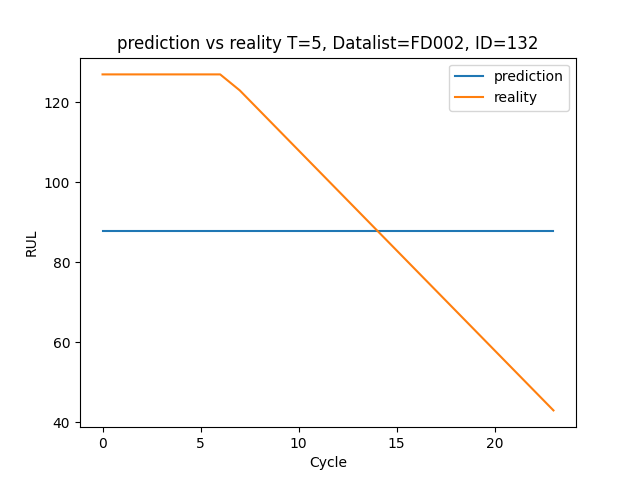 prediction vs reality T=5, Datalist=FD002, ID=132
prediction
reality
120
100
80
60
40
RUL
0 5 10 15 20
Cycle